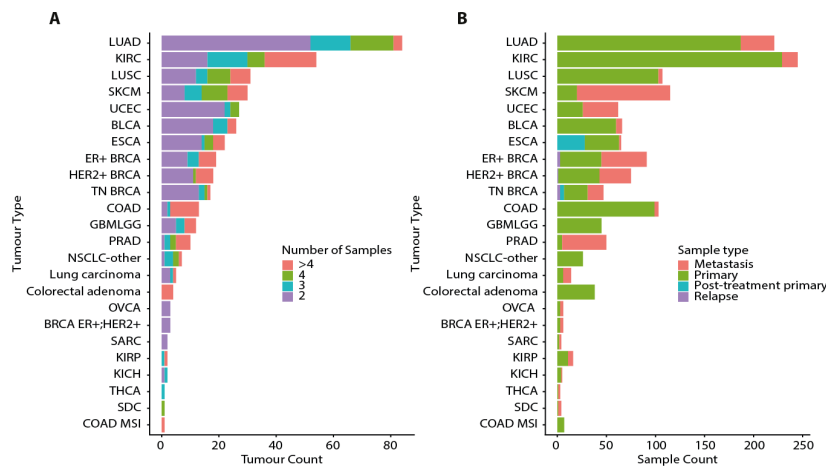 A
Tumour Type
LUAD
KIRC
LUSC
SKCM
UCEC
BLCA
ESCA
ER+ BRCA
HER2+ BRCA
TN BRCA
COAD
GBMLGG
PRAD
NSCLC-other
Lung carcinoma
Colorectal adenoma
OVCA
BRCA ER+;HER2+
SARC
KIRP
KICH
THCA
SDC
COAD MSI
Number of Samples
>4
4
3
2
0 20 40 60 80
Tumour Count
B
Tumour Type
LUAD
KIRC
LUSC
SKCM
UCEC
BLCA
ESCA
ER+ BRCA
HER2+ BRCA
TN BRCA
COAD
GBMLGG
PRAD
NSCLC-other
Lung carcinoma
Colorectal adenoma
OVCA
BRCA ER+;HER2+
SARC
KIRP
KICH
THCA
SDC
COAD MSI
Sample type
Metastasis
Primary
Post-treatment primary
Relapse
0 50 100 150 200 250
Sample Count